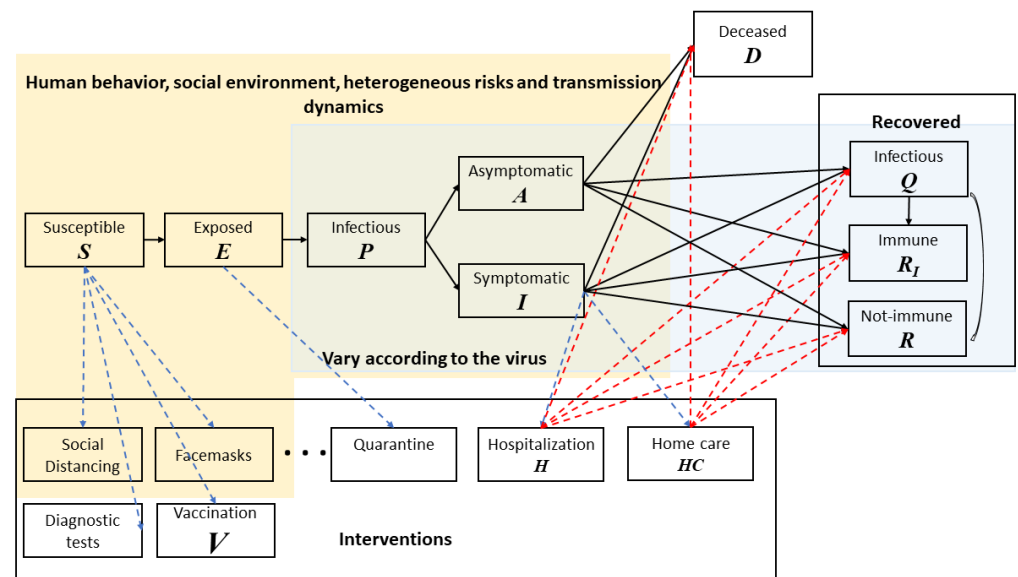 Deceased
D
Human behavior, social environment, heterogeneous risks and transmission
dynamics
Recovered
Infectious
Q
Asymptomatic
A
Susceptible
S
Exposed
E
Infectious
P
Immune
R_I
Symptomatic
I
Not-immune
R
Vary according to the virus
Social
Distancing
Facemasks
• • •
Quarantine
Hospitalization
H
Home care
HC
Diagnostic
tests
Vaccination
V
Interventions